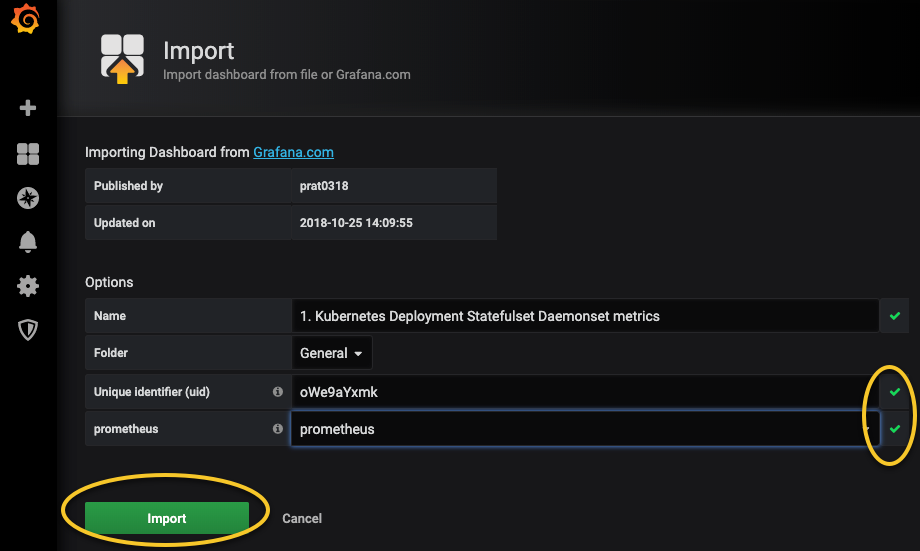 Import
Import dashboard from file or Grafana.com
Importing Dashboard from Grafana.com
Published by prat0318
Updated on 2018-10-25 14:09:55
Options
Name 1. Kubernetes Deployment Statefulset Daemonset metrics
Folder General
Unique identifier (uid) oWe9aYxmk
prometheus prometheus
Import Cancel